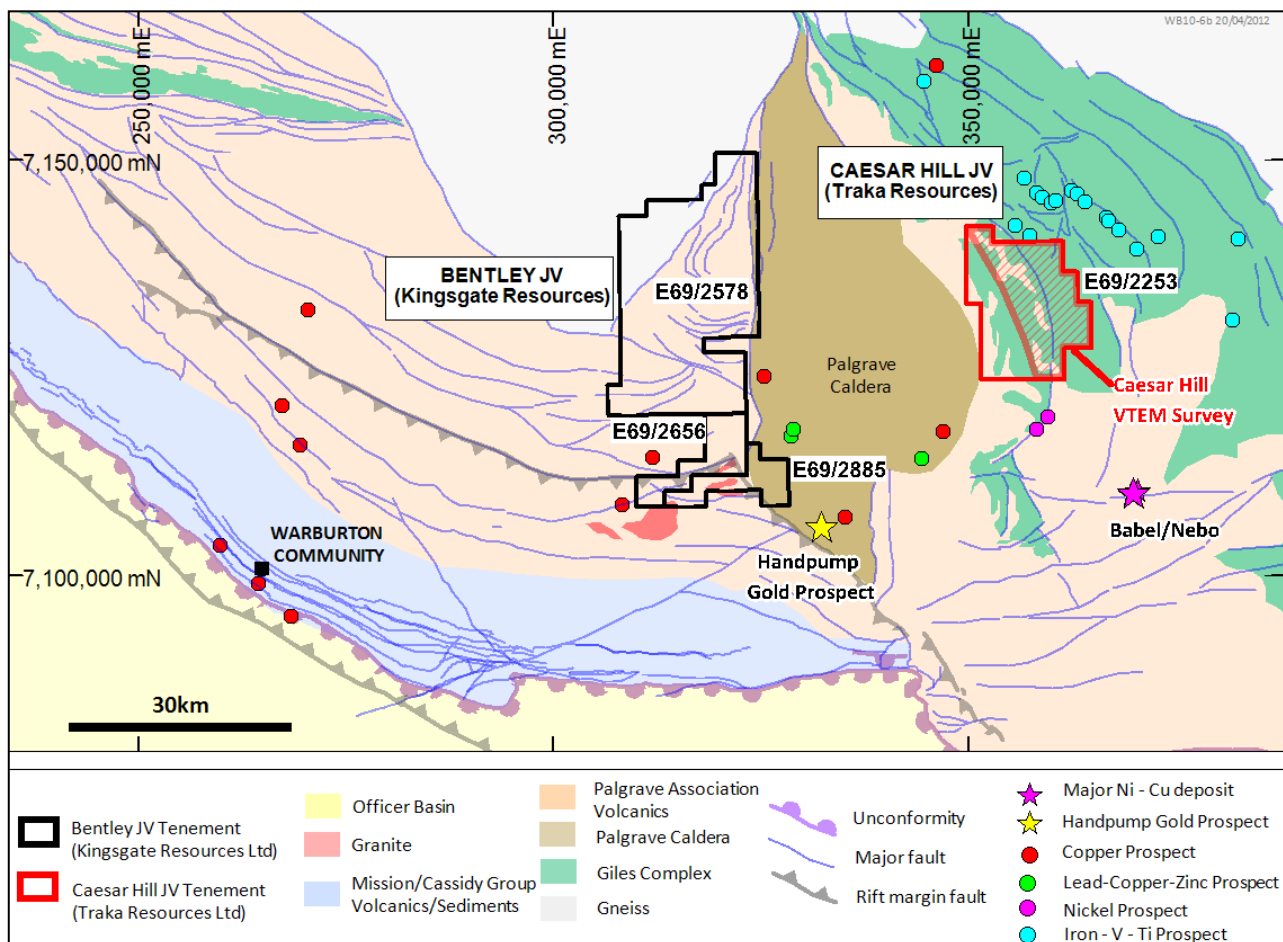 WB10-6b 20/04/2012
250,000 mE
300,000 mE
350,000 mE
7,150,000 mN
CAESAR HILL JV
(Traka Resources)
BENTLEY JV
(Kingsgate Resources)
E69/2578
E69/2253
Palgrave
Caldera
Caesar Hill
VTEM Survey
E69/2656
E69/2885
Babel/Nebo
WARBURTON
COMMUNITY
7,100,000 mN
Handpump
Gold Prospect
30km
Bentley JV Tenement
(Kingsgate Resources Ltd)
Caesar Hill JV Tenement
(Traka Resources Ltd)
Officer Basin
Granite
Mission/Cassidy Group
Volcanics/Sediments
Palgrave Association
Volcanics
Palgrave Caldera
Giles Complex
Gneiss
Unconformity
Major fault
Rift margin fault
Major Ni - Cu deposit
Handpump Gold Prospect
Copper Prospect
Lead-Copper-Zinc Prospect
Nickel Prospect
Iron - V - Ti Prospect